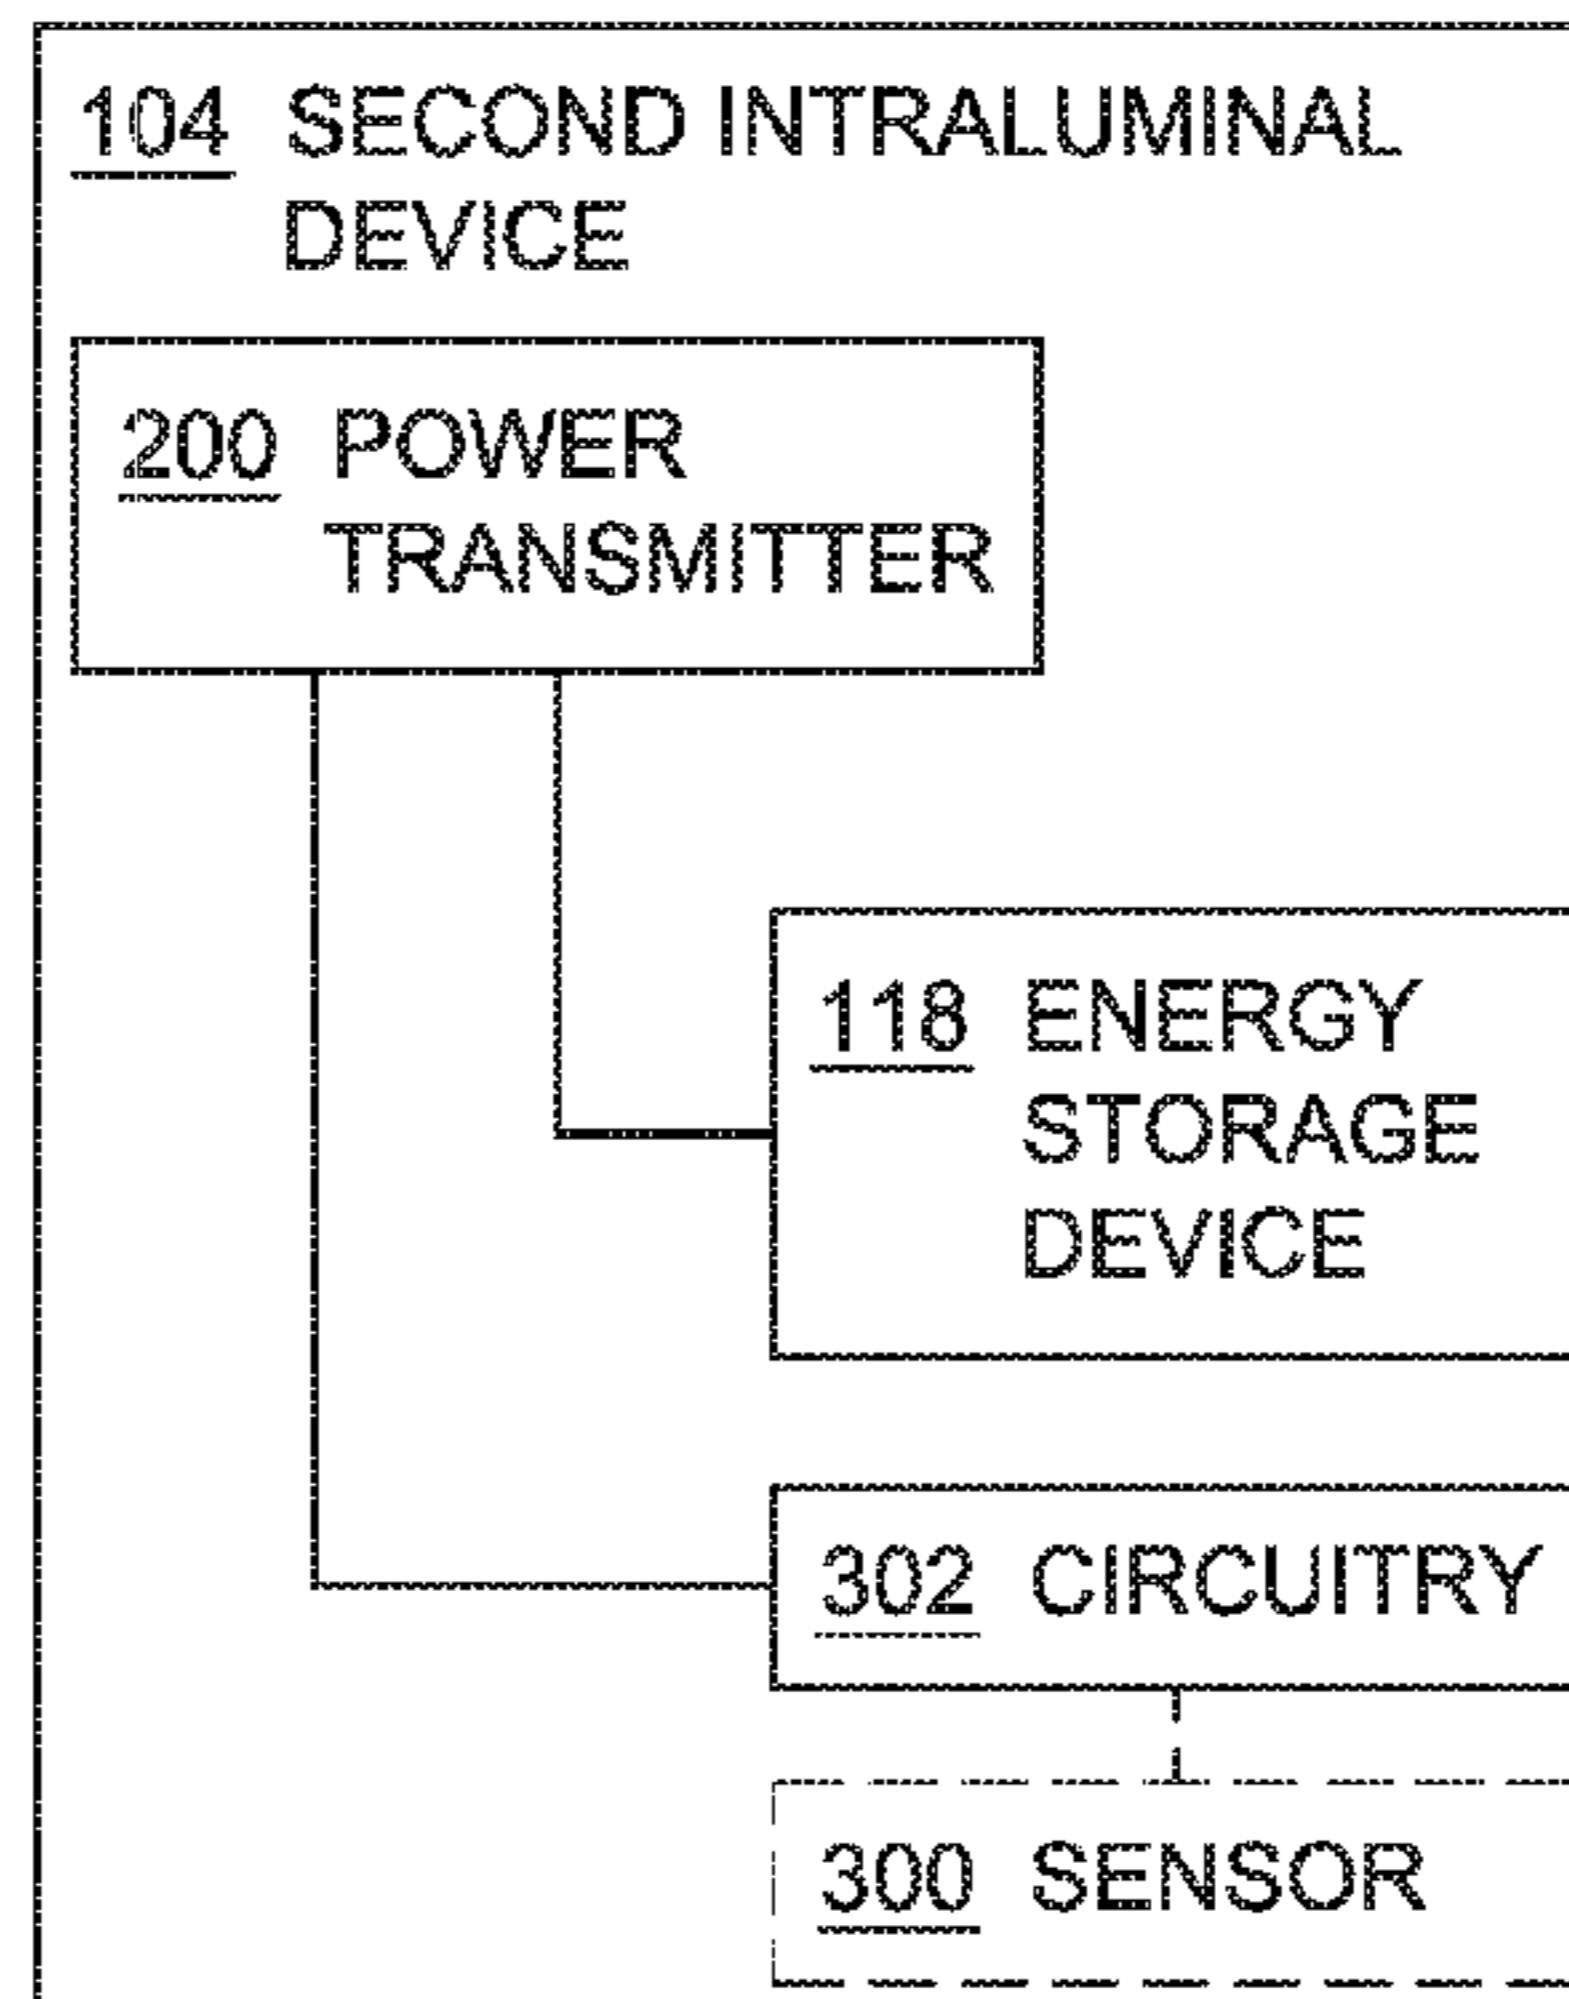 104 SECOND INTRALUMINAL
DEVICE
200 POWER
TRANSMITTER
118 ENERGY
STORAGE
DEVICE
302 CIRCUITRY
300 SENSOR